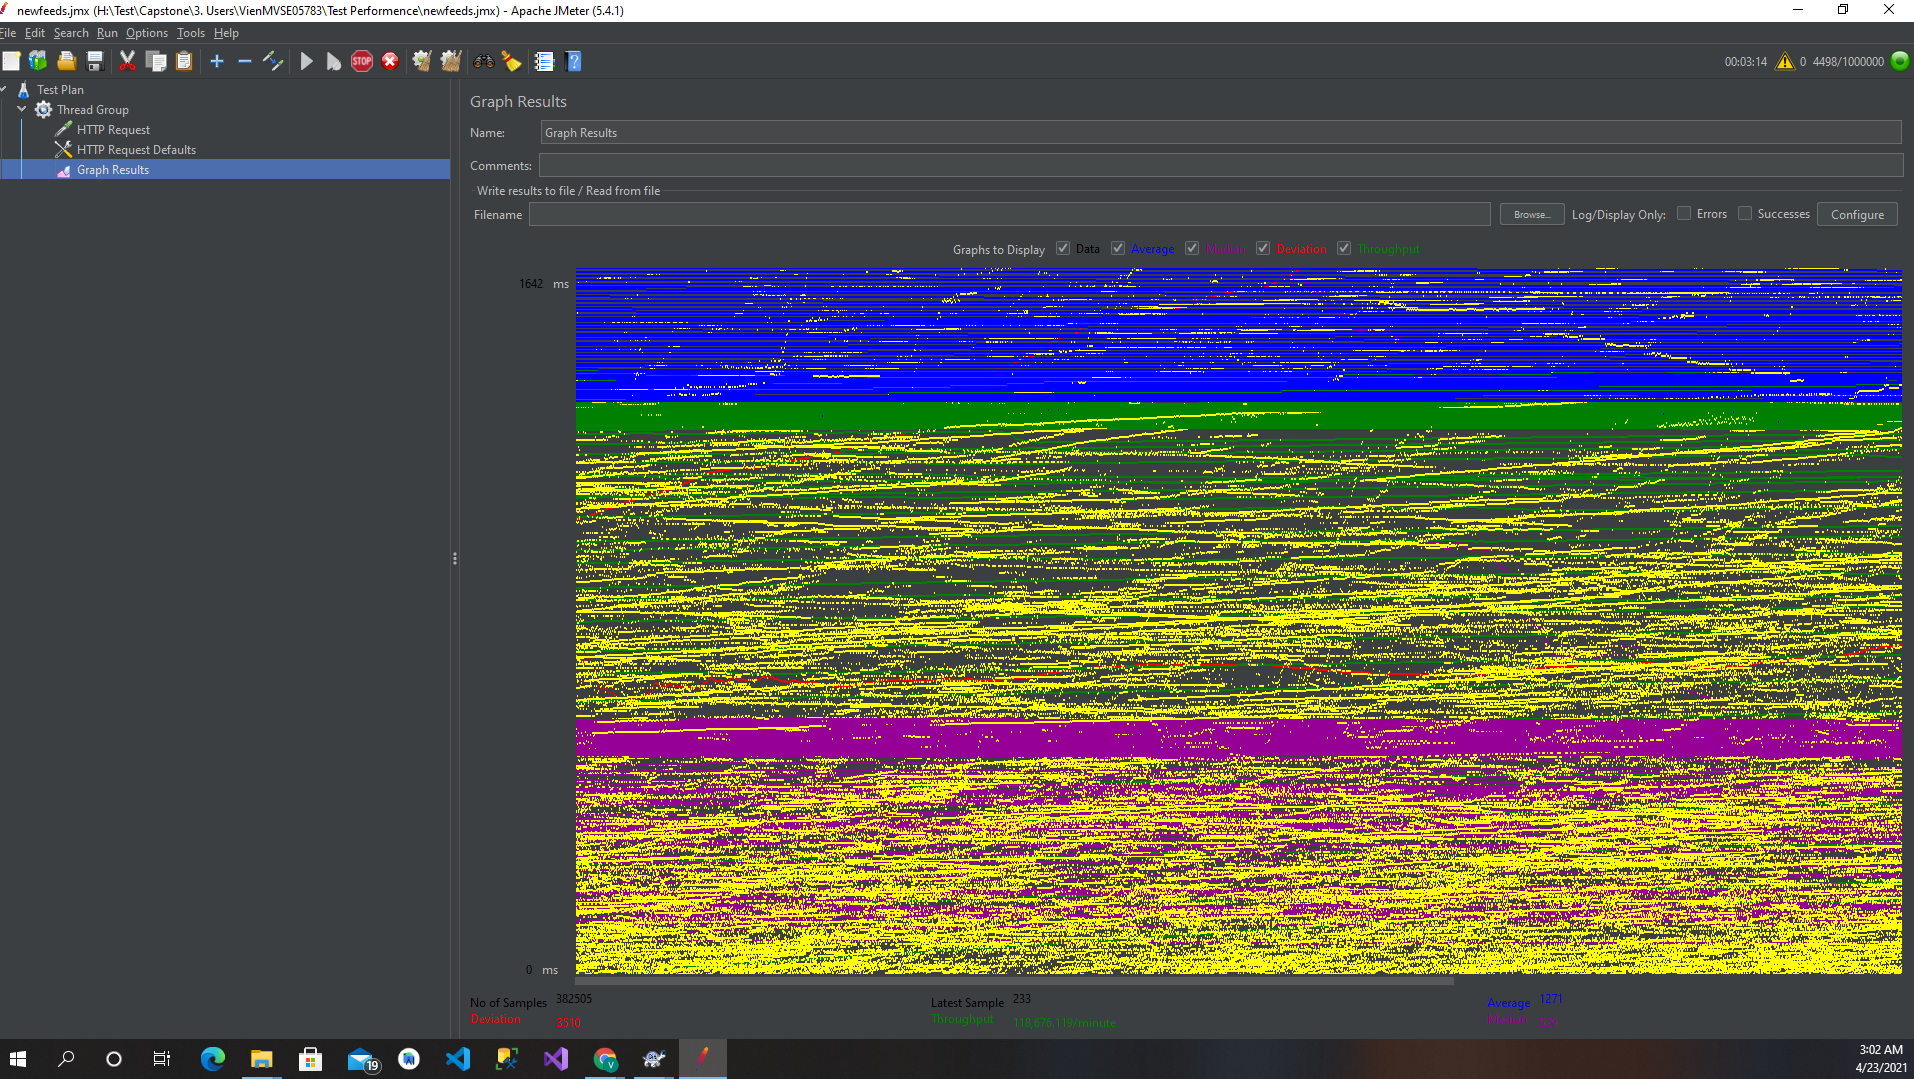 newfeeds.jmx (H:\Test\Capstone\3. Users\VienMVSE05783\Test Performence\newfeeds.jmx) - Apache JMeter (5.4.1)
File Edit Search Run Options Tools Help
STOP
00:03:14 0 4498/1000000
Test Plan
Thread Group
HTTP Request
HTTP Request Defaults
Graph Results
Graph Results
Name: Graph Results
Comments:
Write results to file / Read from file
Filename Browse... Log/Display Only: Errors Successes Configure
Graphs to Display Data Average Median Deviation Throughput
1642 ms
0 ms
No of Samples 382505 Latest Sample 233 Average 1271
Deviation 3510 Throughput 118,676.119/minute Median 529
19
3:02 AM
4/23/2021